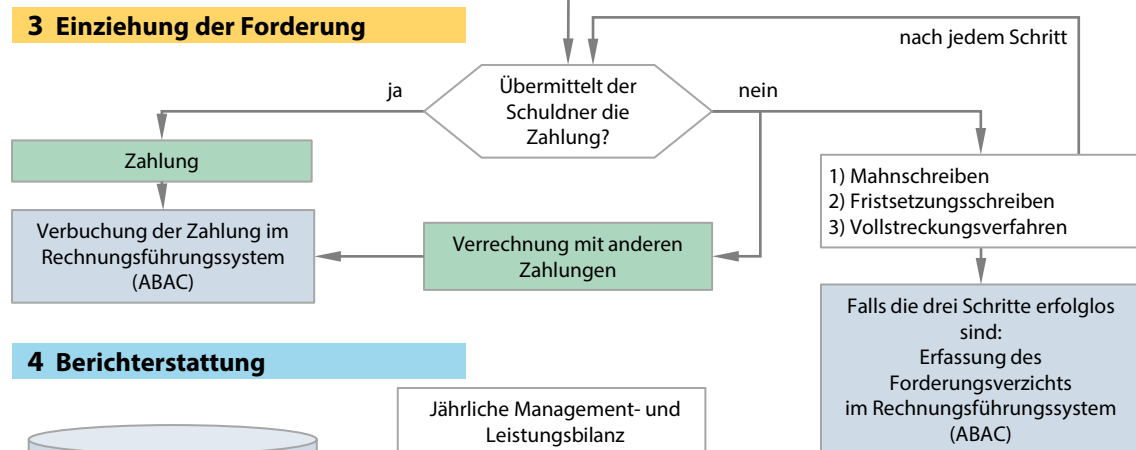 3 Einziehung der Forderung
nach jedem Schritt
ja
Übermittelt der
Schuldner die
Zahlung?
nein
Zahlung
1) Mahnschreiben
2) Fristsetzungsschreiben
3) Vollstreckungsverfahren
Verbuchung der Zahlung im
Rechnungsführungssystem
(ABAC)
Verrechnung mit anderen
Zahlungen
Falls die drei Schritte erfolglos
sind:
Erfassung des
Forderungsverzichts
im Rechnungsführungssystem
(ABAC)
4 Berichterstattung
Jährliche Management- und
Leistungsbilanz